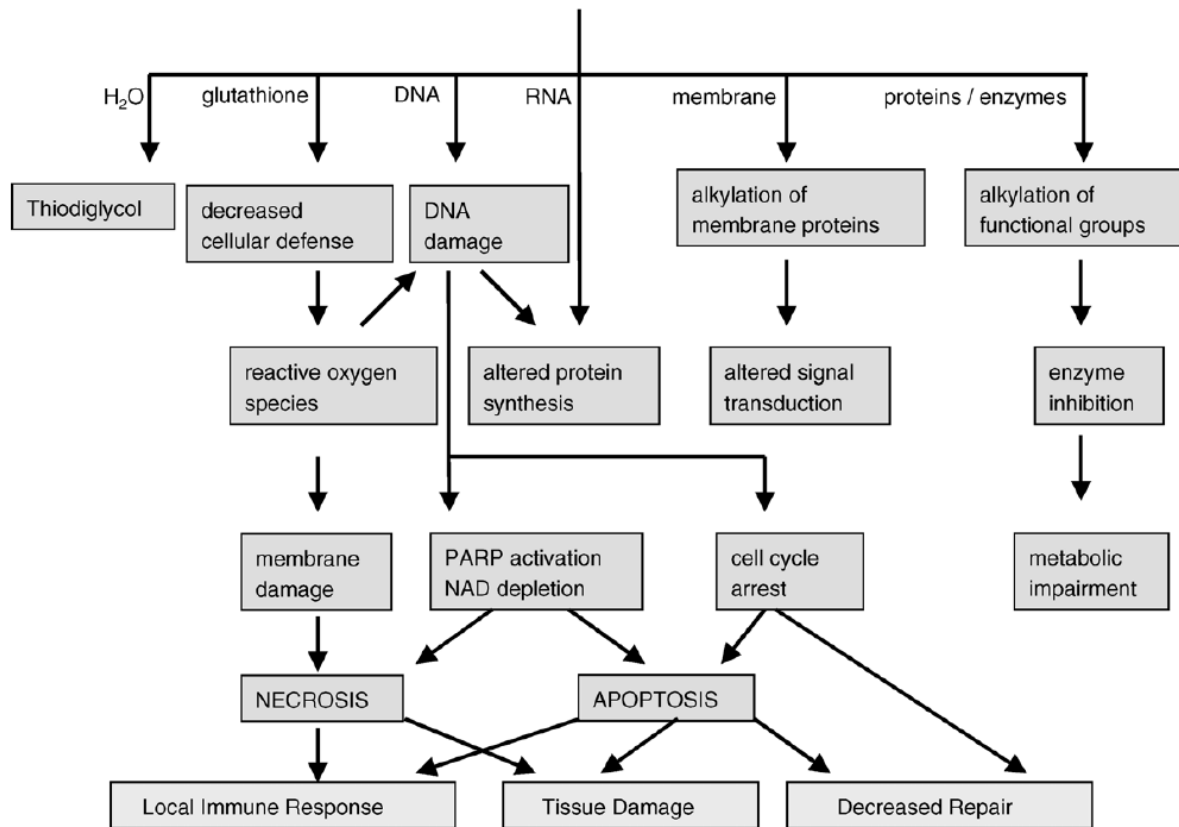 H₂O
glutathione
DNA
RNA
membrane
proteins / enzymes
Thiodiglycol
decreased
cellular defense
DNA
damage
alkylation of
membrane proteins
alkylation of
functional groups
reactive oxygen
species
altered protein
synthesis
altered signal
transduction
enzyme
inhibition
membrane
damage
PARP activation
NAD depletion
cell cycle
arrest
metabolic
impairment
NECROSIS
APOPTOSIS
Local Immune Response
Tissue Damage
Decreased Repair